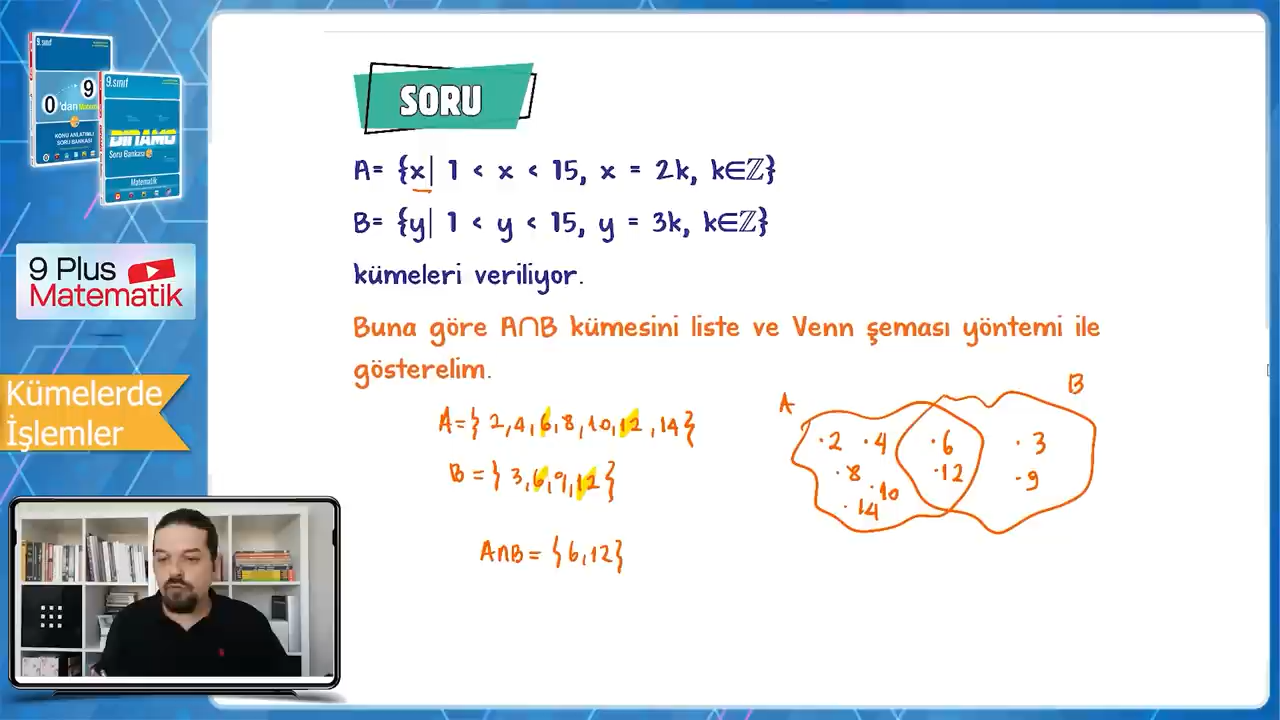 9.sınıf
0'dan 9
KONU ANLATIMLI
SORU BANKASI
9.sınıf
DİNAMO
Soru Bankası
Matematik
9 Plus
Matematik
Kümelerde
İşlemler
SORU
A= {x| 1 < x < 15, x = 2k, k∈ℤ}
B= {y| 1 < y < 15, y = 3k, k∈ℤ}
kümeleri veriliyor.
Buna göre A∩B kümesini liste ve Venn şeması yöntemi ile
gösterelim.
A={ 2,4,6,8,10,12,14}
B = { 3,6,9,12}
A∩B = {6,12}
A B
.2 .4 .6 .3
.8 .12 .9
.10
.14